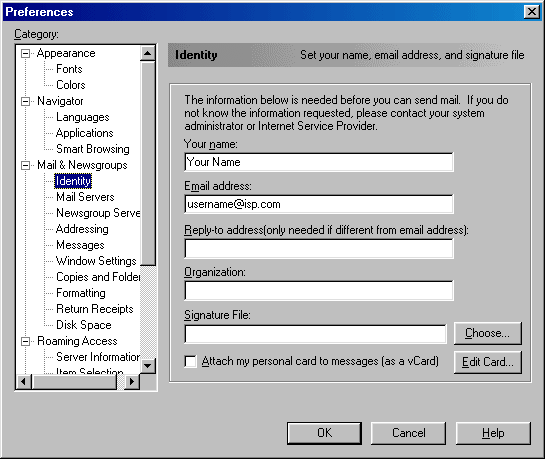 Preferences
Category:
Appearance
Fonts
Colors
Navigator
Languages
Applications
Smart Browsing
Mail & Newsgroups
Identity
Mail Servers
Newsgroup Serve
Addressing
Messages
Window Settings
Copies and Folder
Formatting
Return Receipts
Disk Space
Roaming Access
Server Information
Item Selection
Identity Set your name, email address, and signature file
The information below is needed before you can send mail. If you do
not know the information requested, please contact your system
administrator or Internet Service Provider.
Your name:
Your Name
Email address:
username@isp.com
Reply-to address(only needed if different from email address):
Organization:
Signature File:
Choose...
Attach my personal card to messages (as a vCard)
Edit Card...
OK Cancel Help